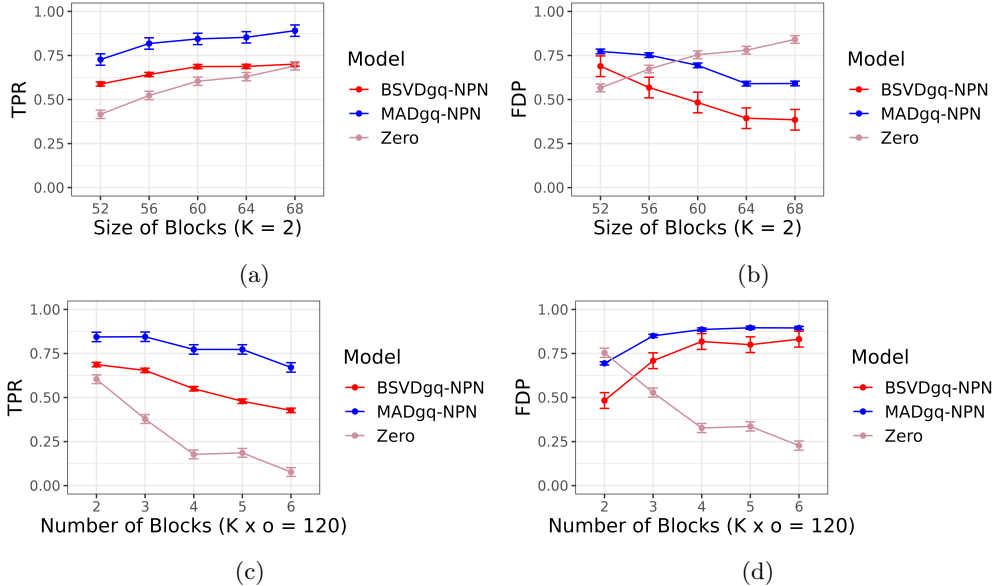 1.00
0.75
0.50
0.25
0.00
TPR
52 56 60 64 68
Size of Blocks (K = 2)
Model
BSVDgq-NPN
MADgq-NPN
Zero
(a)
1.00
0.75
0.50
0.25
0.00
FDP
52 56 60 64 68
Size of Blocks (K = 2)
Model
BSVDgq-NPN
MADgq-NPN
Zero
(b)
1.00
0.75
0.50
0.25
0.00
TPR
2 3 4 5 6
Number of Blocks (K x o = 120)
Model
BSVDgq-NPN
MADgq-NPN
Zero
(c)
1.00
0.75
0.50
0.25
0.00
FDP
2 3 4 5 6
Number of Blocks (K x o = 120)
Model
BSVDgq-NPN
MADgq-NPN
Zero
(d)